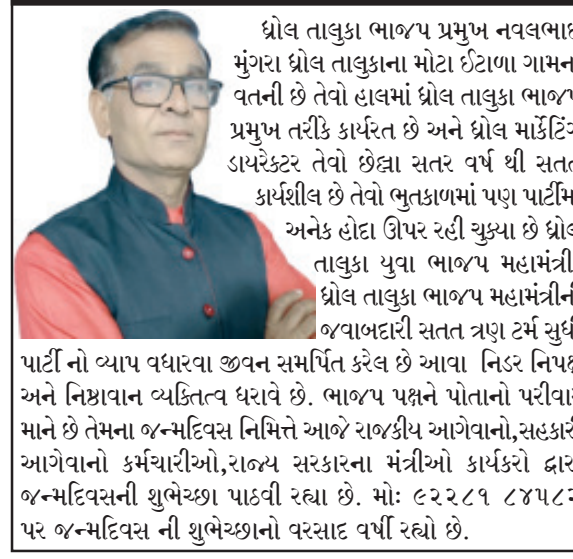 ધ્રોલ તાલુકા ભાજપ પ્રમુખ નવલભાઇ
મુંગરા ધ્રોલ તાલુકાના મોટા ઈટાળા ગામન
વતની છે તેવો હાલમાં ધ્રોલ તાલુકા ભાજપ
પ્રમુખ તરીકે કાર્યરત છે અને ધ્રોલ માર્કેટિંગ
ડાયરેક્ટર તેવો છેલ્લા સતર વર્ષ થી સતત
કાર્યશીલ છે તેવો ભુતકાળમાં પણ પાર્ટીમ
અનેક હોદા ઊપર રહી ચુક્યા છે ધ્રોલ
તાલુકા યુવા ભાજપ મહામંત્રી
ધ્રોલ તાલુકા ભાજપ મહામંત્રીની
જવાબદારી સતત ત્રણ ટર્મ સુધી
પાર્ટી નો વ્યાપ વધારવા જીવન સમર્પિત કરેલ છે આવા નિડર નિપક્ષ
અને નિષ્ઠાવાન વ્યક્તિત્વ ધરાવે છે. ભાજપ પક્ષને પોતાનો પરીવાર
માને છે તેમના જન્મદિવસ નિમિત્તે આજે રાજકીય આગેવાનો,સહકારી
આગેવાનો કર્મચારીઓ,રાજ્ય સરકારના મંત્રીઓ કાર્યકરો દ્વારા
જન્મદિવસની શુભેચ્છા પાઠવી રહ્યા છે. મોઃ ૯૨૨૮૧ ૮૪૫૮૨
પર જન્મદિવસ ની શુભેચ્છાનો વરસાદ વર્ષી રહ્યો છે.